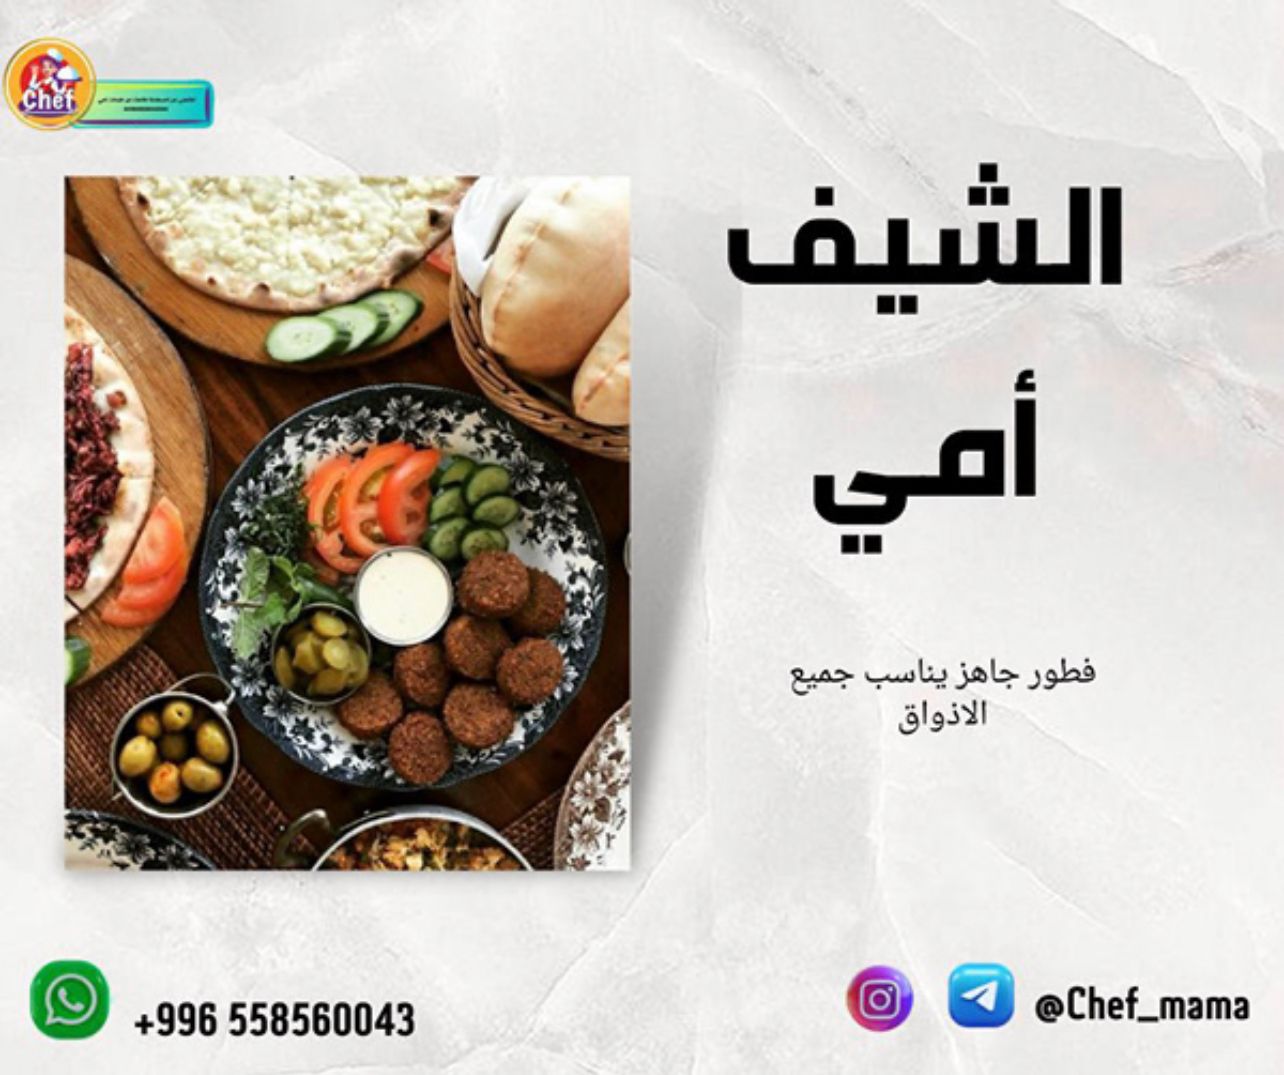 Chef
الشيف
أمي
فطور جاهز يناسب جميع
الاذواق
+996 558560043
@Chef_mama